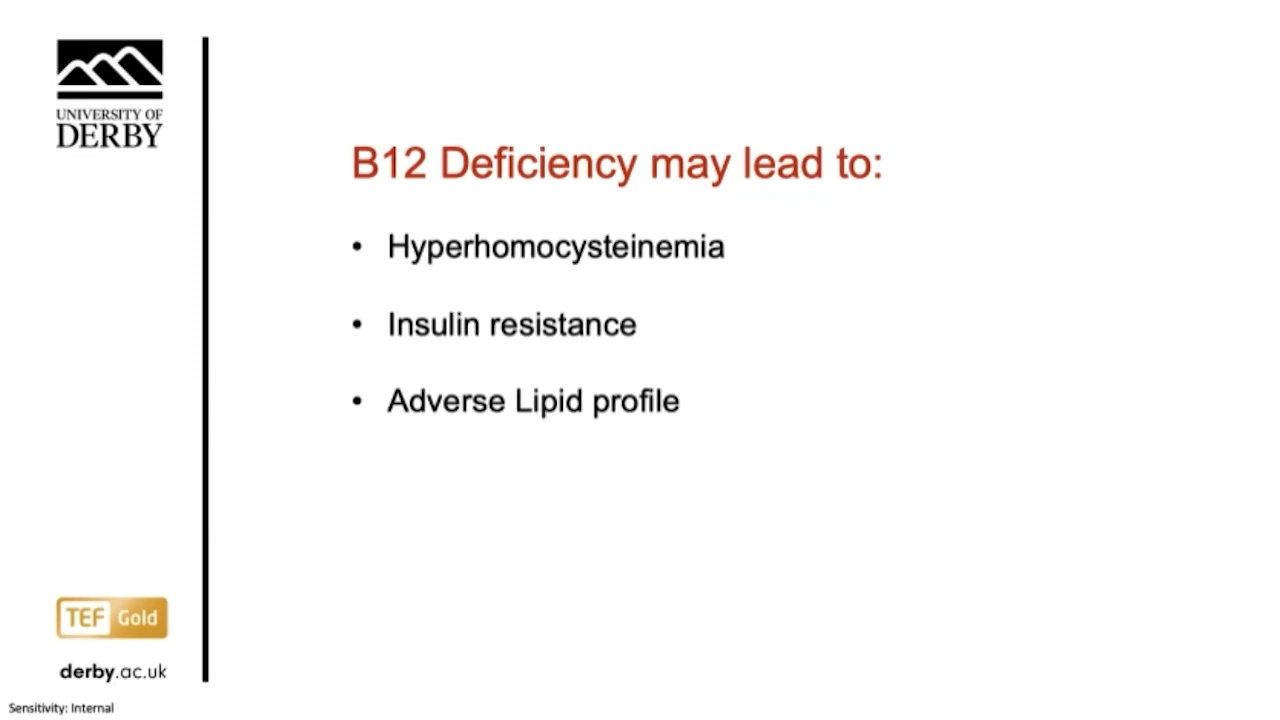 UNIVERSITY OF
DERBY
B12 Deficiency may lead to:
• Hyperhomocysteinemia
• Insulin resistance
• Adverse Lipid profile
TEF Gold
derby.ac.uk
Sensitivity: Internal